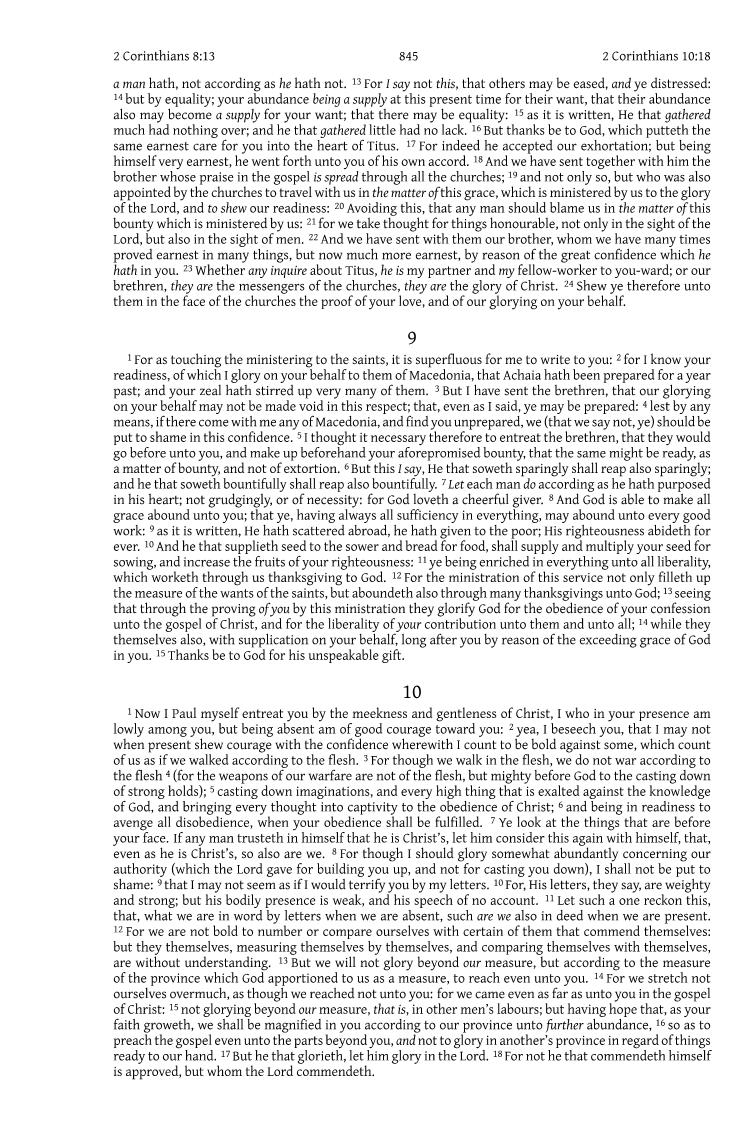 2 Corinthians 8:13 845 2 Corinthians 10:18
a man hath, not according as he hath not. 13 For I say not this, that others may be eased, and ye distressed:
14 but by equality; your abundance being a supply at this present time for their want, that their abundance
also may become a supply for your want; that there may be equality: 15 as it is written, He that gathered
much had nothing over; and he that gathered little had no lack. 16 But thanks be to God, which putteth the
same earnest care for you into the heart of Titus. 17 For indeed he accepted our exhortation; but being
himself very earnest, he went forth unto you of his own accord. 18 And we have sent together with him the
brother whose praise in the gospel is spread through all the churches; 19 and not only so, but who was also
appointed by the churches to travel with us in the matter of this grace, which is ministered by us to the glory
of the Lord, and to shew our readiness: 20 Avoiding this, that any man should blame us in the matter of this
bounty which is ministered by us: 21 for we take thought for things honourable, not only in the sight of the
Lord, but also in the sight of men. 22 And we have sent with them our brother, whom we have many times
proved earnest in many things, but now much more earnest, by reason of the great confidence which he
hath in you. 23 Whether any inquire about Titus, he is my partner and my fellow-worker to you-ward; or our
brethren, they are the messengers of the churches, they are the glory of Christ. 24 Shew ye therefore unto
them in the face of the churches the proof of your love, and of our glorying on your behalf.
9
1 For as touching the ministering to the saints, it is superfluous for me to write to you: 2 for I know your
readiness, of which I glory on your behalf to them of Macedonia, that Achaia hath been prepared for a year
past; and your zeal hath stirred up very many of them. 3 But I have sent the brethren, that our glorying
on your behalf may not be made void in this respect; that, even as I said, ye may be prepared: 4 lest by any
means, if there come with me any of Macedonia, and find you unprepared, we (that we say not, ye) should be
put to shame in this confidence. 5 I thought it necessary therefore to entreat the brethren, that they would
go before unto you, and make up beforehand your aforepromised bounty, that the same might be ready, as
a matter of bounty, and not of extortion. 6 But this I say, He that soweth sparingly shall reap also sparingly;
and he that soweth bountifully shall reap also bountifully. 7 Let each man do according as he hath purposed
in his heart; not grudgingly, or of necessity: for God loveth a cheerful giver. 8 And God is able to make all
grace abound unto you; that ye, having always all sufficiency in everything, may abound unto every good
work: 9 as it is written, He hath scattered abroad, he hath given to the poor; His righteousness abideth for
ever. 10 And he that supplieth seed to the sower and bread for food, shall supply and multiply your seed for
sowing, and increase the fruits of your righteousness: 11 ye being enriched in everything unto all liberality,
which worketh through us thanksgiving to God. 12 For the ministration of this service not only filleth up
the measure of the wants of the saints, but aboundeth also through many thanksgivings unto God; 13 seeing
that through the proving of you by this ministration they glorify God for the obedience of your confession
unto the gospel of Christ, and for the liberality of your contribution unto them and unto all; 14 while they
themselves also, with supplication on your behalf, long after you by reason of the exceeding grace of God
in you. 15 Thanks be to God for his unspeakable gift.
10
1 Now I Paul myself entreat you by the meekness and gentleness of Christ, I who in your presence am
lowly among you, but being absent am of good courage toward you: 2 yea, I beseech you, that I may not
when present shew courage with the confidence wherewith I count to be bold against some, which count
of us as if we walked according to the flesh. 3 For though we walk in the flesh, we do not war according to
the flesh 4 (for the weapons of our warfare are not of the flesh, but mighty before God to the casting down
of strong holds); 5 casting down imaginations, and every high thing that is exalted against the knowledge
of God, and bringing every thought into captivity to the obedience of Christ; 6 and being in readiness to
avenge all disobedience, when your obedience shall be fulfilled. 7 Ye look at the things that are before
your face. If any man trusteth in himself that he is Christ's, let him consider this again with himself, that,
even as he is Christ's, so also are we. 8 For though I should glory somewhat abundantly concerning our
authority (which the Lord gave for building you up, and not for casting you down), I shall not be put to
shame: 9 that I may not seem as if I would terrify you by my letters. 10 For, His letters, they say, are weighty
and strong; but his bodily presence is weak, and his speech of no account. 11 Let such a one reckon this,
that, what we are in word by letters when we are absent, such are we also in deed when we are present.
12 For we are not bold to number or compare ourselves with certain of them that commend themselves:
but they themselves, measuring themselves by themselves, and comparing themselves with themselves,
are without understanding. 13 But we will not glory beyond our measure, but according to the measure
of the province which God apportioned to us as a measure, to reach even unto you. 14 For we stretch not
ourselves overmuch, as though we reached not unto you: for we came even as far as unto you in the gospel
of Christ: 15 not glorying beyond our measure, that is, in other men's labours; but having hope that, as your
faith groweth, we shall be magnified in you according to our province unto further abundance, 16 so as to
preach the gospel even unto the parts beyond you, and not to glory in another's province in regard of things
ready to our hand. 17 But he that glorieth, let him glory in the Lord. 18 For not he that commendeth himself
is approved, but whom the Lord commendeth.